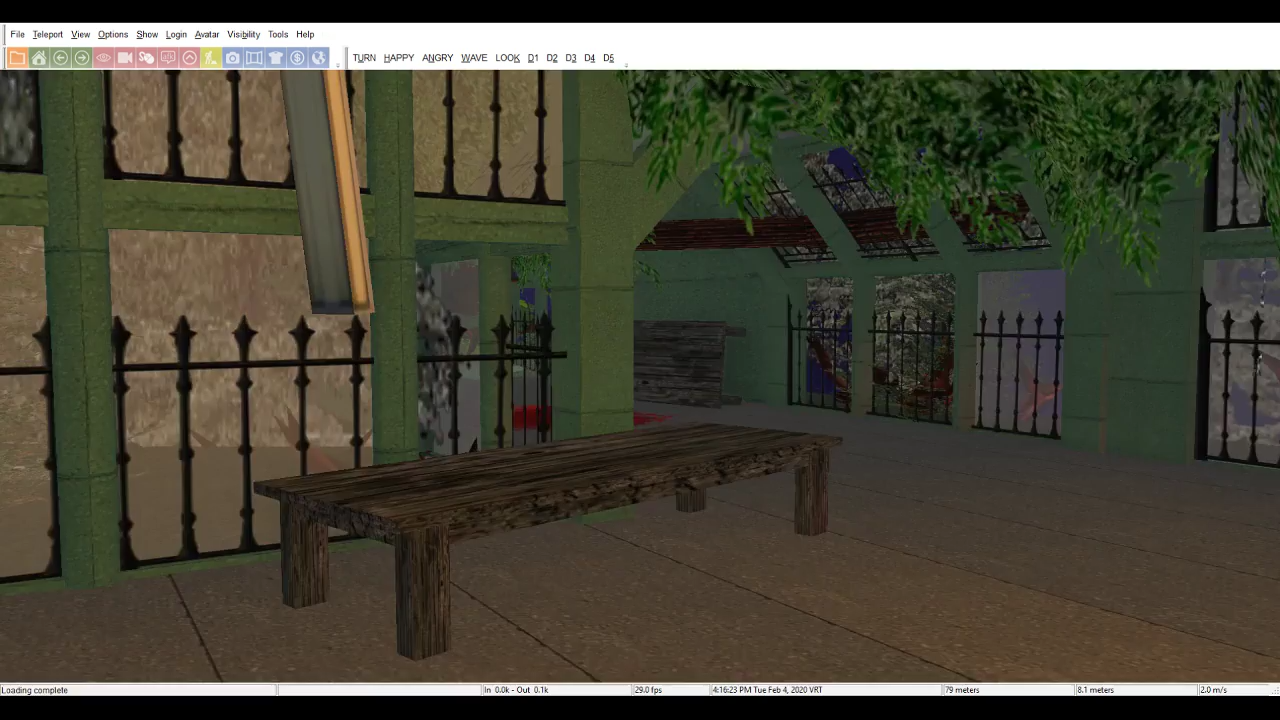 File Teleport View Options Show Login Avatar Visibility Tools Help
TURN HAPPY ANGRY WAVE LOOK D1 D2 D3 D4 D5
Loading complete In 0.0k - Out 0.1k 29.0 fps 4:16:23 PM Tue Feb 4, 2020 VRT 79 meters 8.1 meters 2.0 m/s